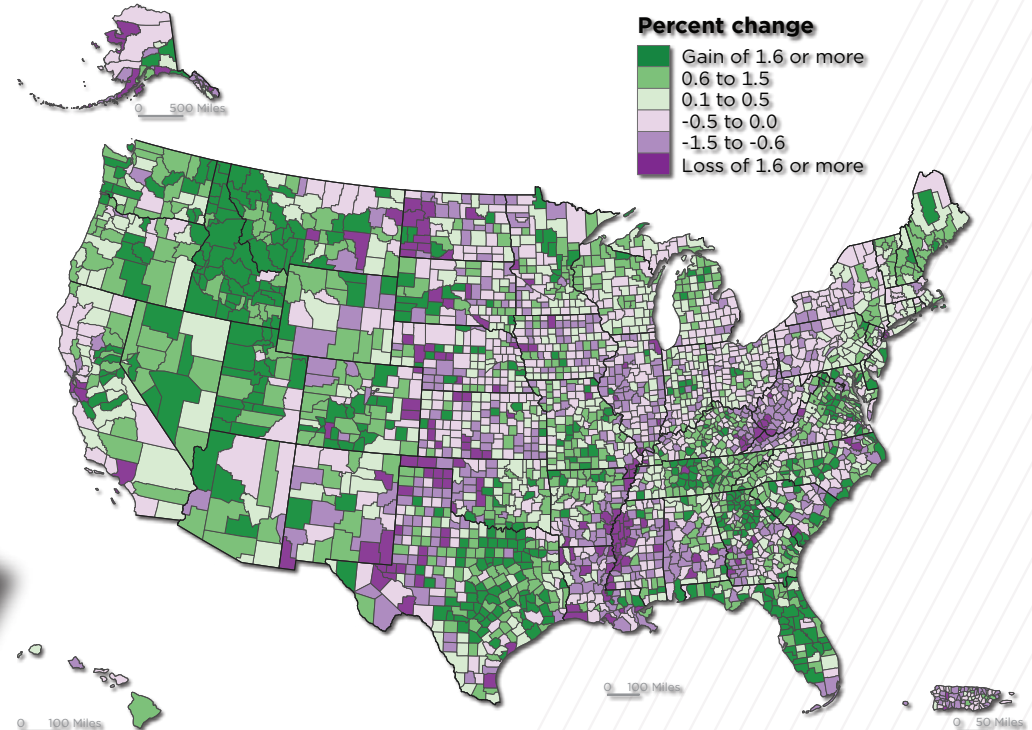 Percent change
Gain of 1.6 or more
0.6 to 1.5
0.1 to 0.5
-0.5 to 0.0
-1.5 to -0.6
Loss of 1.6 or more
0 500 Miles
0 100 Miles
0 100 Miles
0 50 Miles